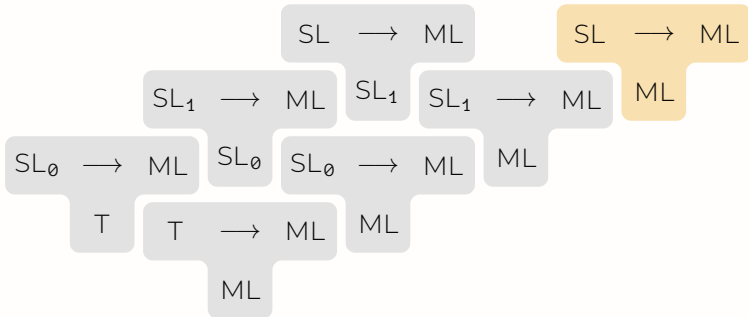 SL ⟶ ML SL ⟶ ML
SL₁ ⟶ ML SL₁ SL₁ ⟶ ML ML
SL₀ ⟶ ML SL₀ SL₀ ⟶ ML ML
T T ⟶ ML ML
ML